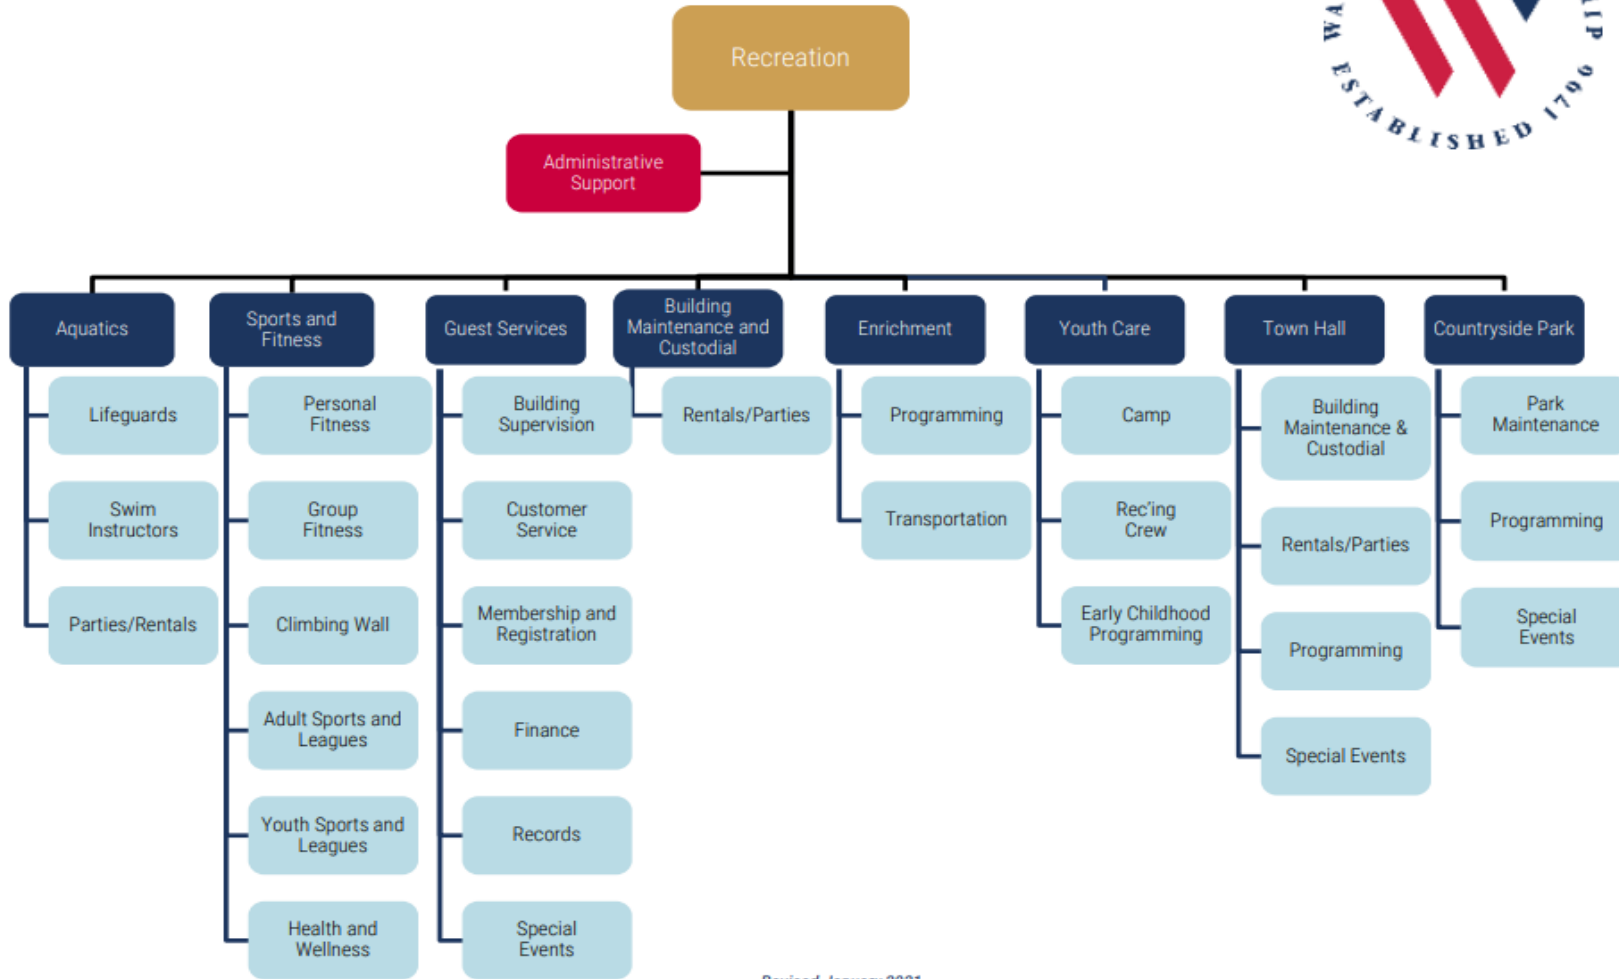 Recreation
ESTABLISHED 1796
Administrative
Support
Aquatics
Lifeguards
Swim
Instructors
Parties/Rentals
Sports and
Fitness
Personal
Fitness
Group
Fitness
Climbing Wall
Adult Sports and
Leagues
Youth Sports and
Leagues
Health and
Wellness
Guest Services
Building
Supervision
Customer
Service
Membership and
Registration
Finance
Records
Special
Events
Building
Maintenance and
Custodial
Rentals/Parties
Enrichment
Programming
Transportation
Youth Care
Camp
Rec’ing
Crew
Early Childhood
Programming
Town Hall
Building
Maintenance &
Custodial
Rentals/Parties
Programming
Special Events
Countryside Park
Park
Maintenance
Programming
Special
Events